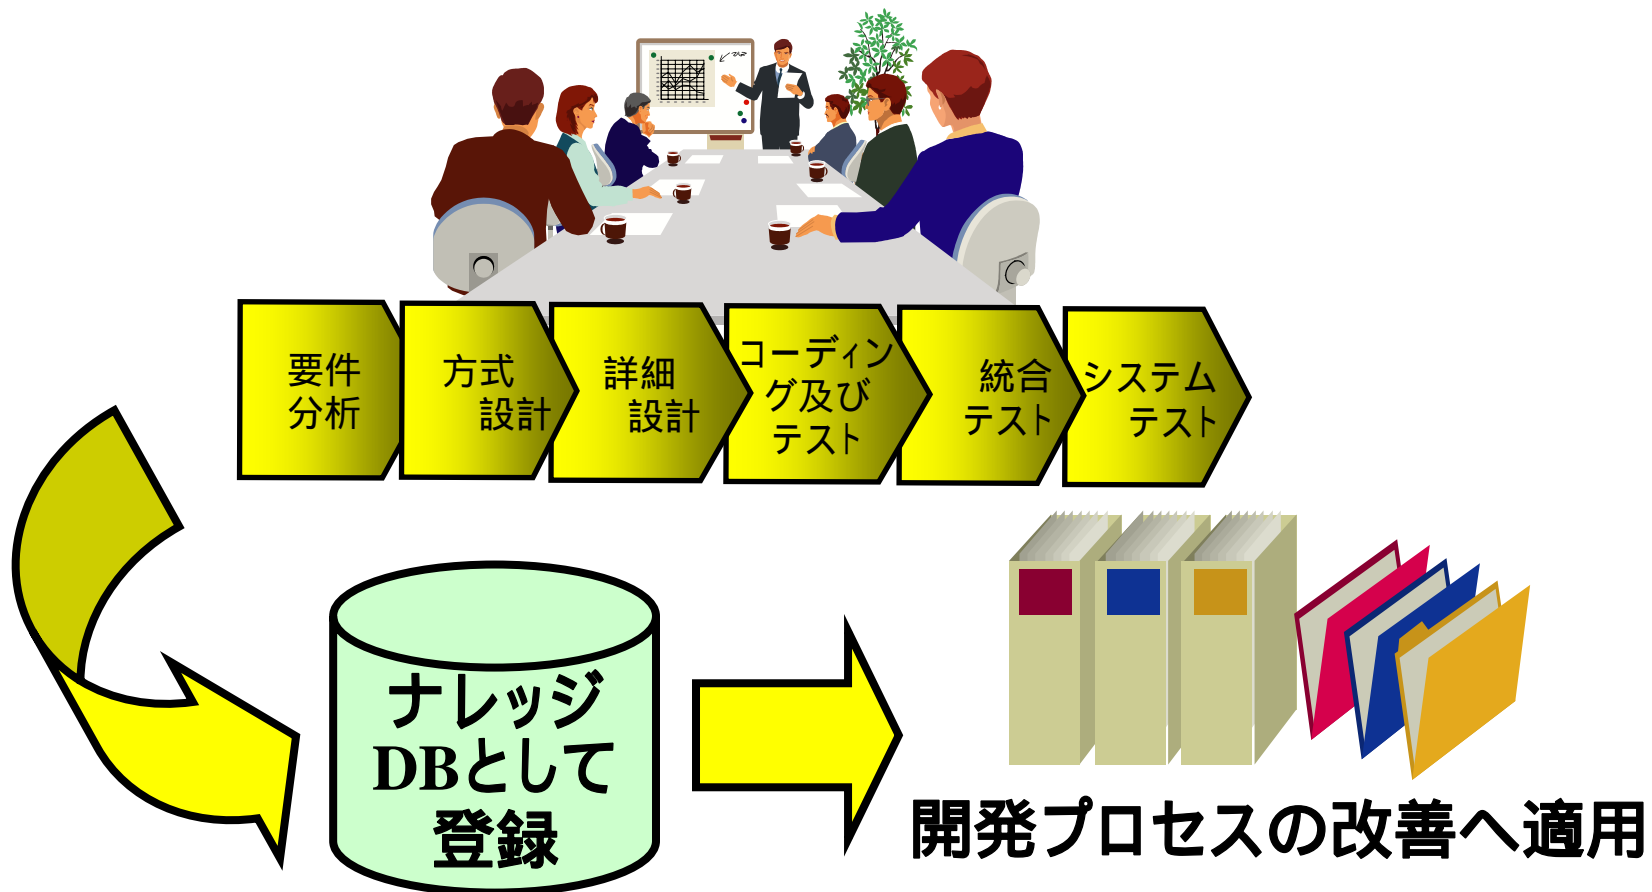 要件
分析
方式
設計
詳細
設計
コーディン
グ及び
テスト
統合
テスト
システム
テスト
ナレッジ
DBとして
登録
開発プロセスの改善へ適用